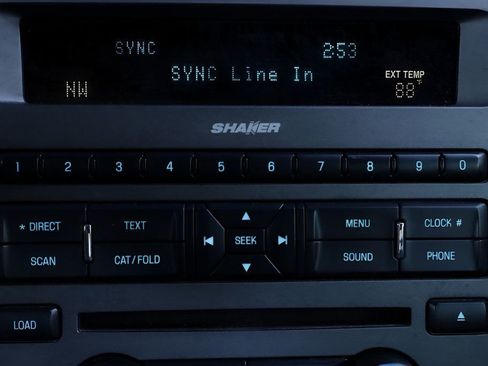 SYNC 2:53
SYNC Line In
NW
EXT TEMP
88°F
SHAKER
1 2 3 4 5 6 7 8 9 0
* DIRECT TEXT MENU CLOCK #
SEEK
SCAN CAT/FOLD SOUND PHONE
LOAD